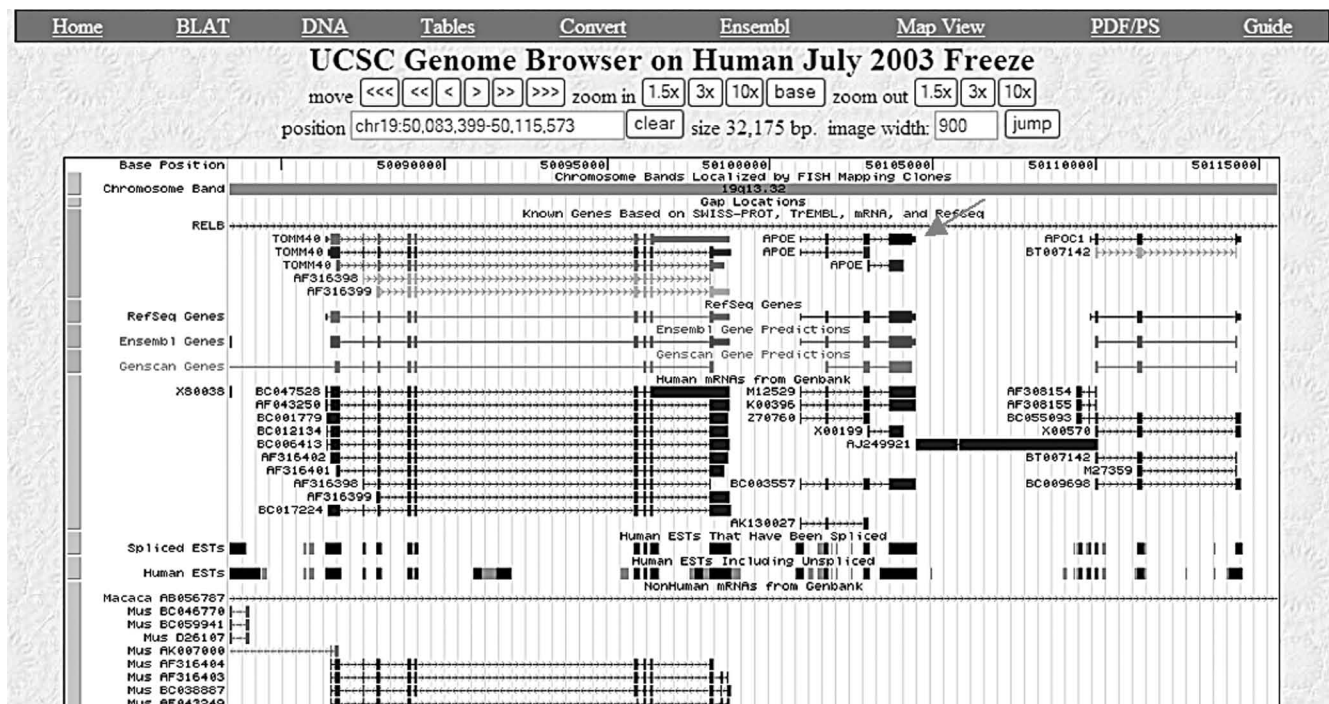 Home BLAT DNA Tables Convert Ensembl Map View PDF/PS Guide
UCSC Genome Browser on Human July 2003 Freeze
move <<< << < > >> >>> zoom in 1.5x 3x 10x base zoom out 1.5x 3x 10x
position chr19:50,083,399-50,115,573 clear size 32,175 bp. image width: 900 jump
Base Position 50090000 50095000 50100000 50105000 50110000 50115000
Chromosome Bands Localized by FISH Mapping Clones
Chromosome Band 19q13.32
Gap Locations
Known Genes Based on SWISS-PROT, TrEMBL, mRNA, and RefSeq
RELB
TOMM40 APOE APOC1
TOMM40 APOE BT007142
TOMM40 APOE
AF316398
AF316399
RefSeq Genes
RefSeq Genes
Ensembl Gene Predictions
Ensembl Genes
Genscan Gene Predictions
Genscan Genes
Human mRNAs from Genbank
X80038 BC047528 M12529 AF308154
AF043250 K00396 AF308155
BC001779 Z70760 BC055093
BC012134 X00199 X00570
BC006413 AJ249921
AF316402 BT007142
AF316401 M27359
AF316398 BC003557 BC009698
AF316399
BC017224
AK130027
Human ESTs That Have Been Spliced
Spliced ESTs
Human ESTs Including Unspliced
Human ESTs
NonHuman mRNAs from Genbank
Macaca AB056787
Mus BC046770
Mus BC059941
Mus D26107
Mus AK007000
Mus AF316404
Mus AF316403
Mus BC038887
Mus AF043249